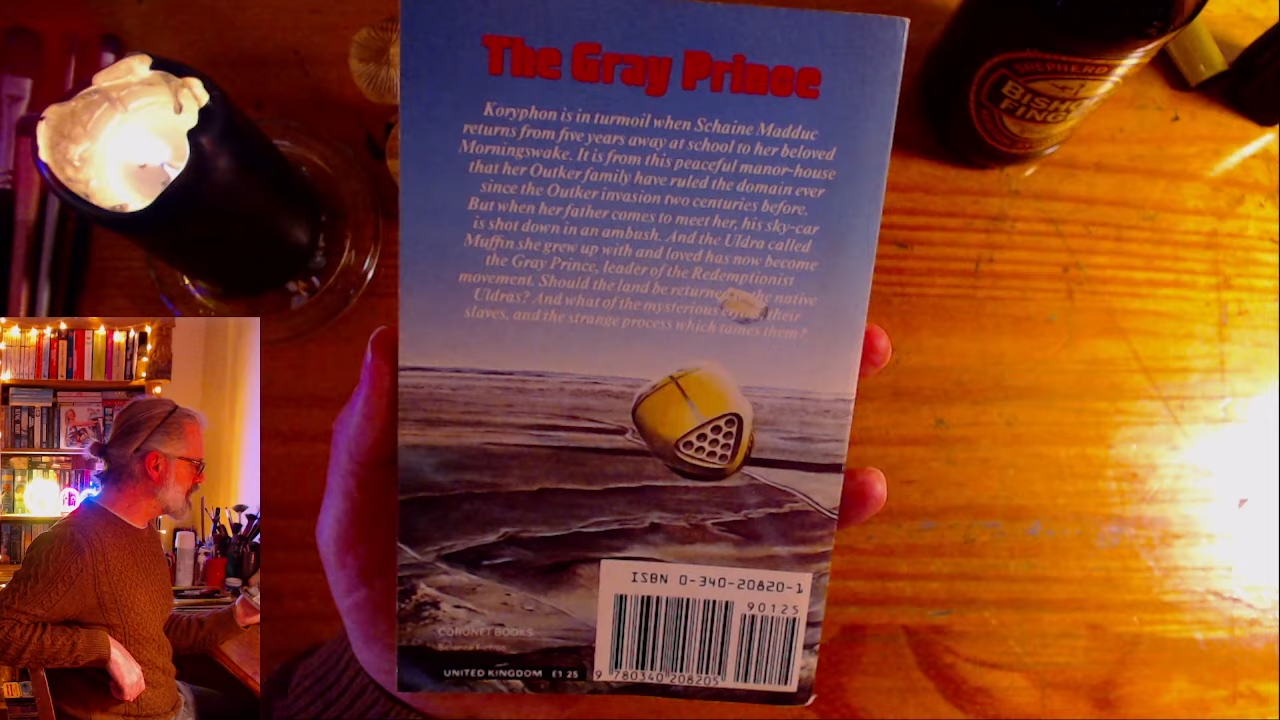 The Gray Prince
Koryphon is in turmoil when Schaine Madduc
returns from five years away at school to her beloved
Morningswake. It is from this peaceful manor-house
that her Outker family have ruled the domain ever
since the Outker invasion two centuries before.
But when her father comes to meet her, his sky-car
is shot down in an ambush. And the Uldra called
Muffin she grew up with and loved has now become
the Gray Prince, leader of the Redemptionist
movement. Should the land be returned the native
Uldras? And what of the mysterious their
slaves, and the strange process which tames them?
ISBN 0-340-20820-1
90125
9 780340 208205
CORONET BOOKS
UNITED KINGDOM £1.25
SHEPHERD
BISHO
FING